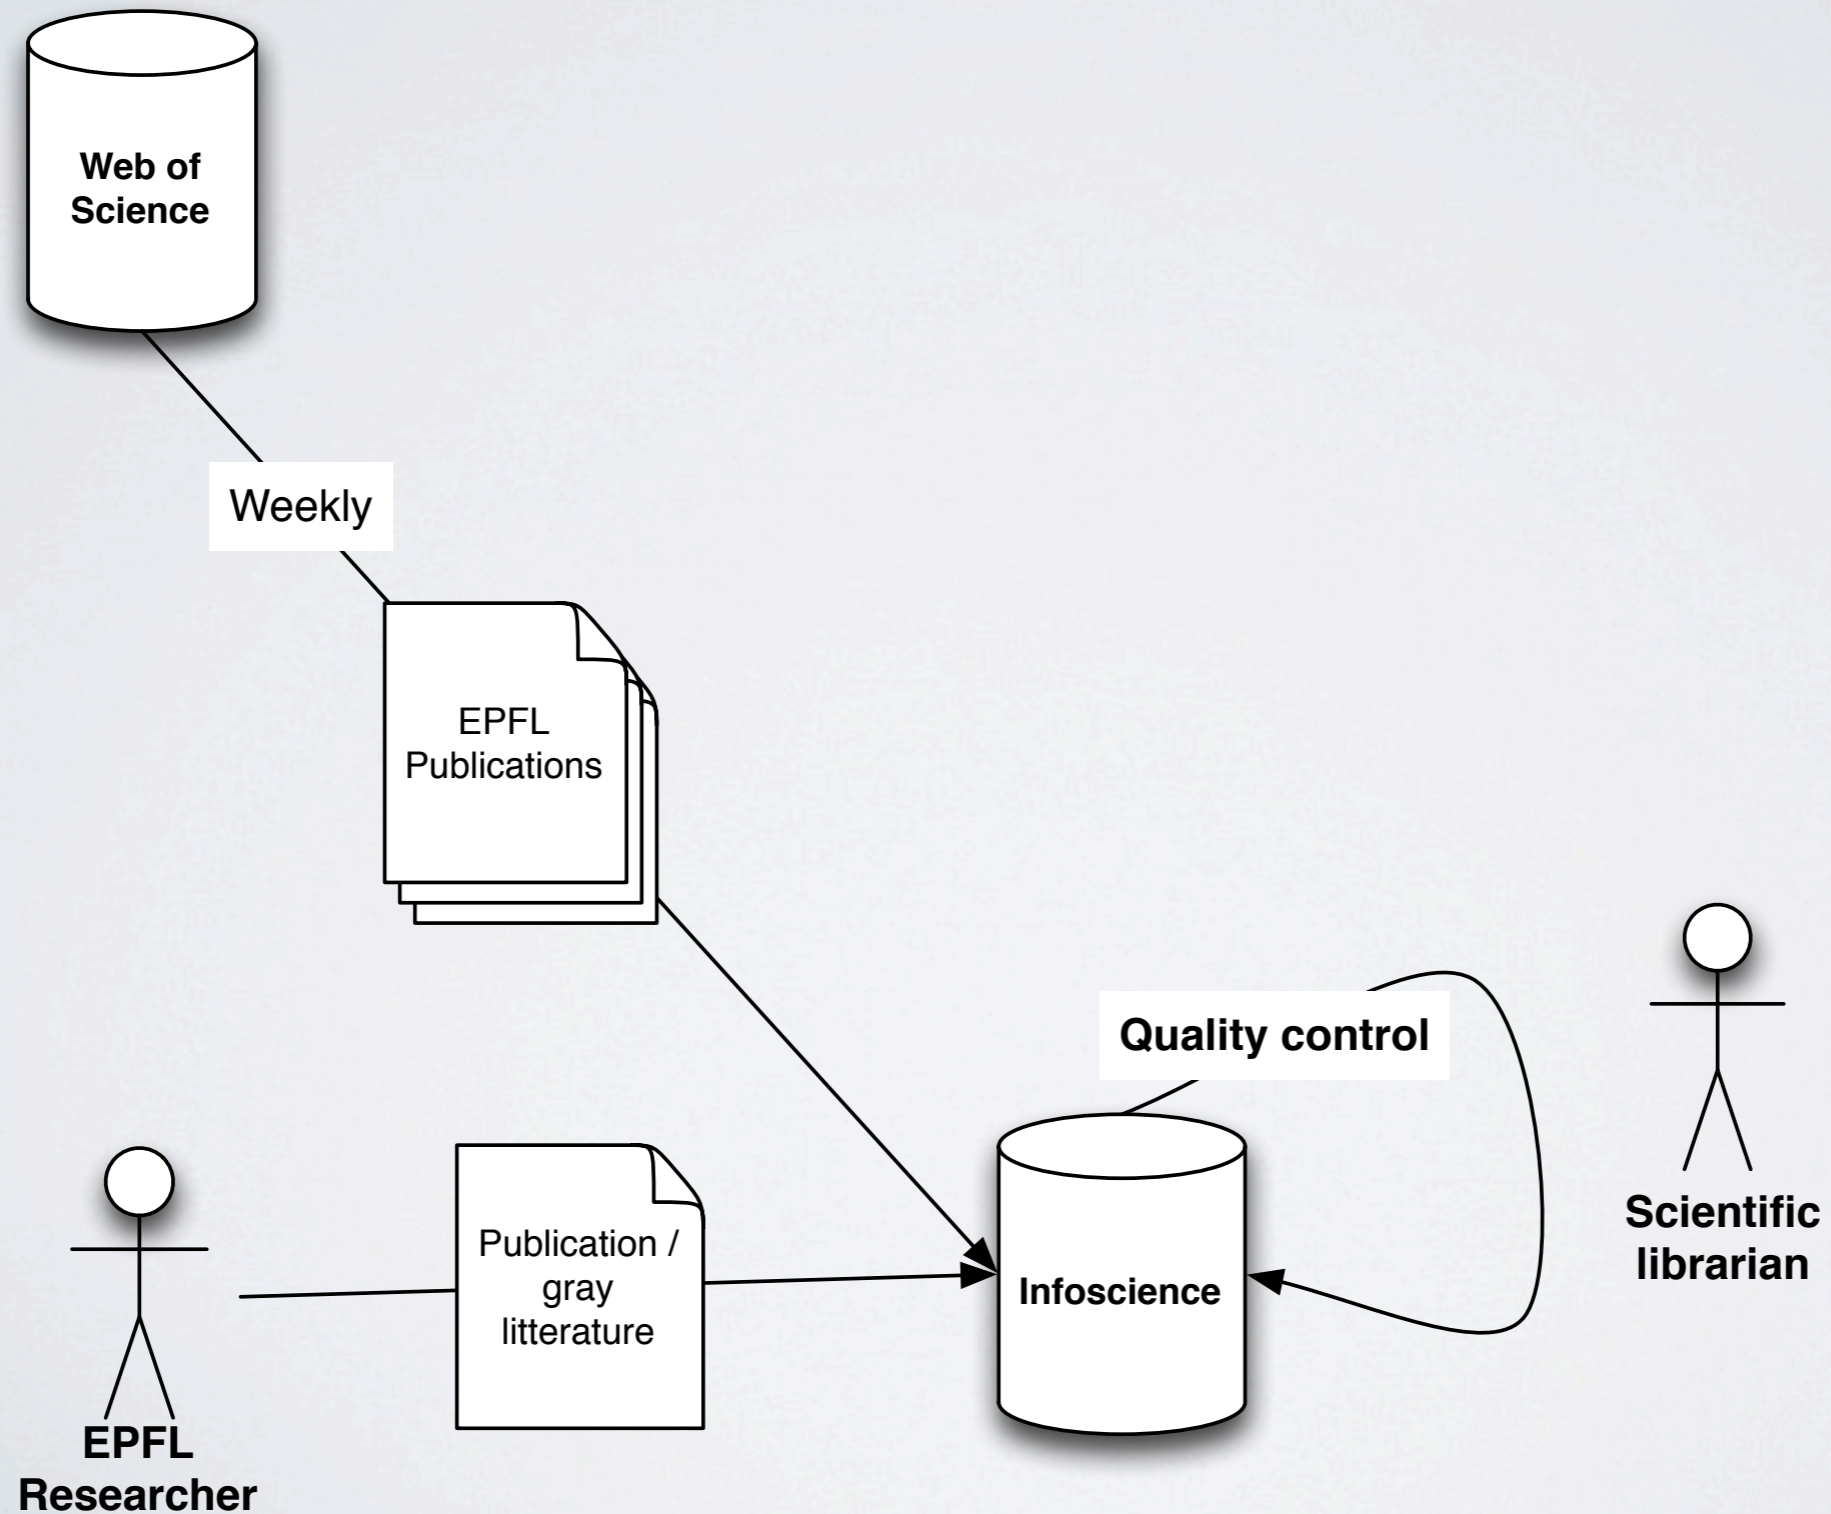 Web of
Science
Weekly
EPFL
Publications
Quality control
Scientific
librarian
Publication /
gray
litterature
Infoscience
EPFL
Researcher